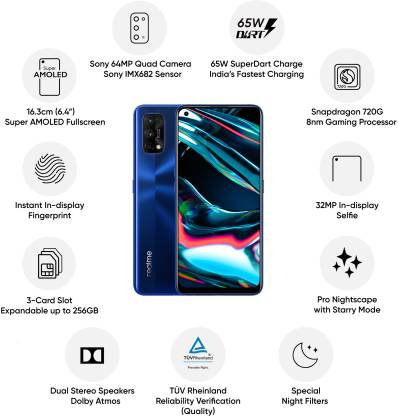 65W
DART
Super
AMOLED
Sony 64MP Quad Camera
Sony IMX682 Sensor
65W SuperDart Charge
India's Fastest Charging
720G
16.3cm (6.4")
Super AMOLED Fullscreen
Snapdragon 720G
8nm Gaming Processor
Instant In-display
Fingerprint
32MP In-display
Selfie
realme
3-Card Slot
Expandable up to 256GB
Pro Nightscape
with Starry Mode
TÜVRheinland
Precisely Right.
Dual Stereo Speakers
Dolby Atmos
TÜV Rheinland
Reliability Verification
(Quality)
Special
Night Filters